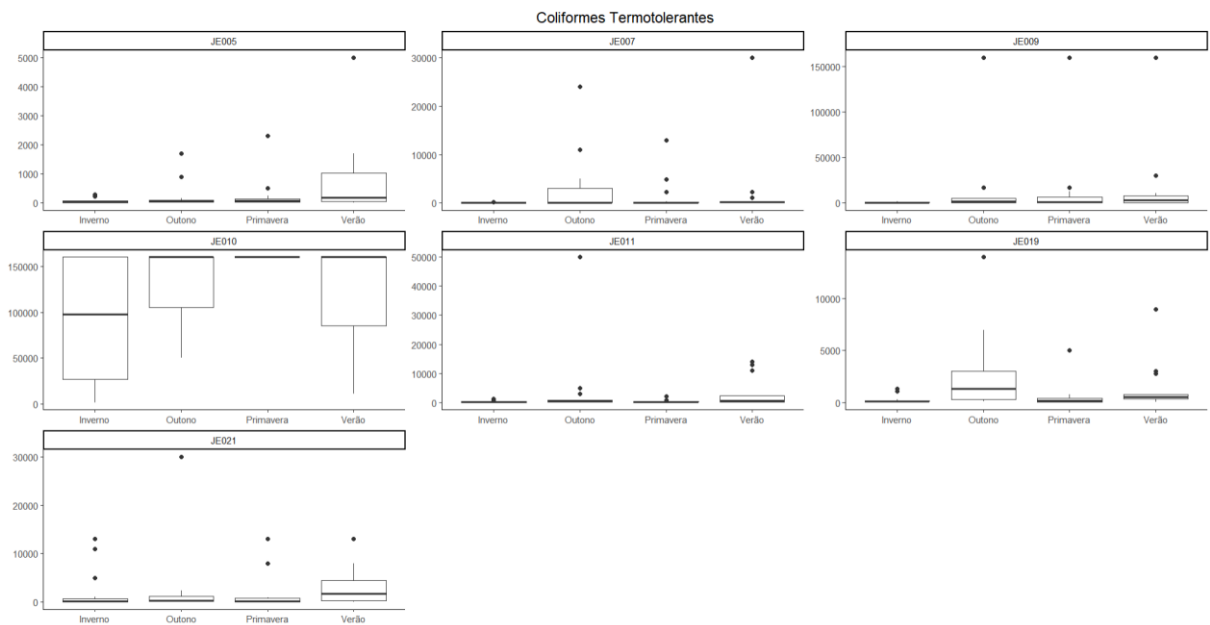 Coliformes Termotolerantes
JE005
5000
4000
3000
2000
1000
0
Inverno Outono Primavera Verão
JE007
30000
20000
10000
0
Inverno Outono Primavera Verão
JE009
150000
100000
50000
0
Inverno Outono Primavera Verão
JE010
150000
100000
50000
0
Inverno Outono Primavera Verão
JE011
50000
40000
30000
20000
10000
0
Inverno Outono Primavera Verão
JE019
10000
5000
0
Inverno Outono Primavera Verão
JE021
30000
20000
10000
0
Inverno Outono Primavera Verão